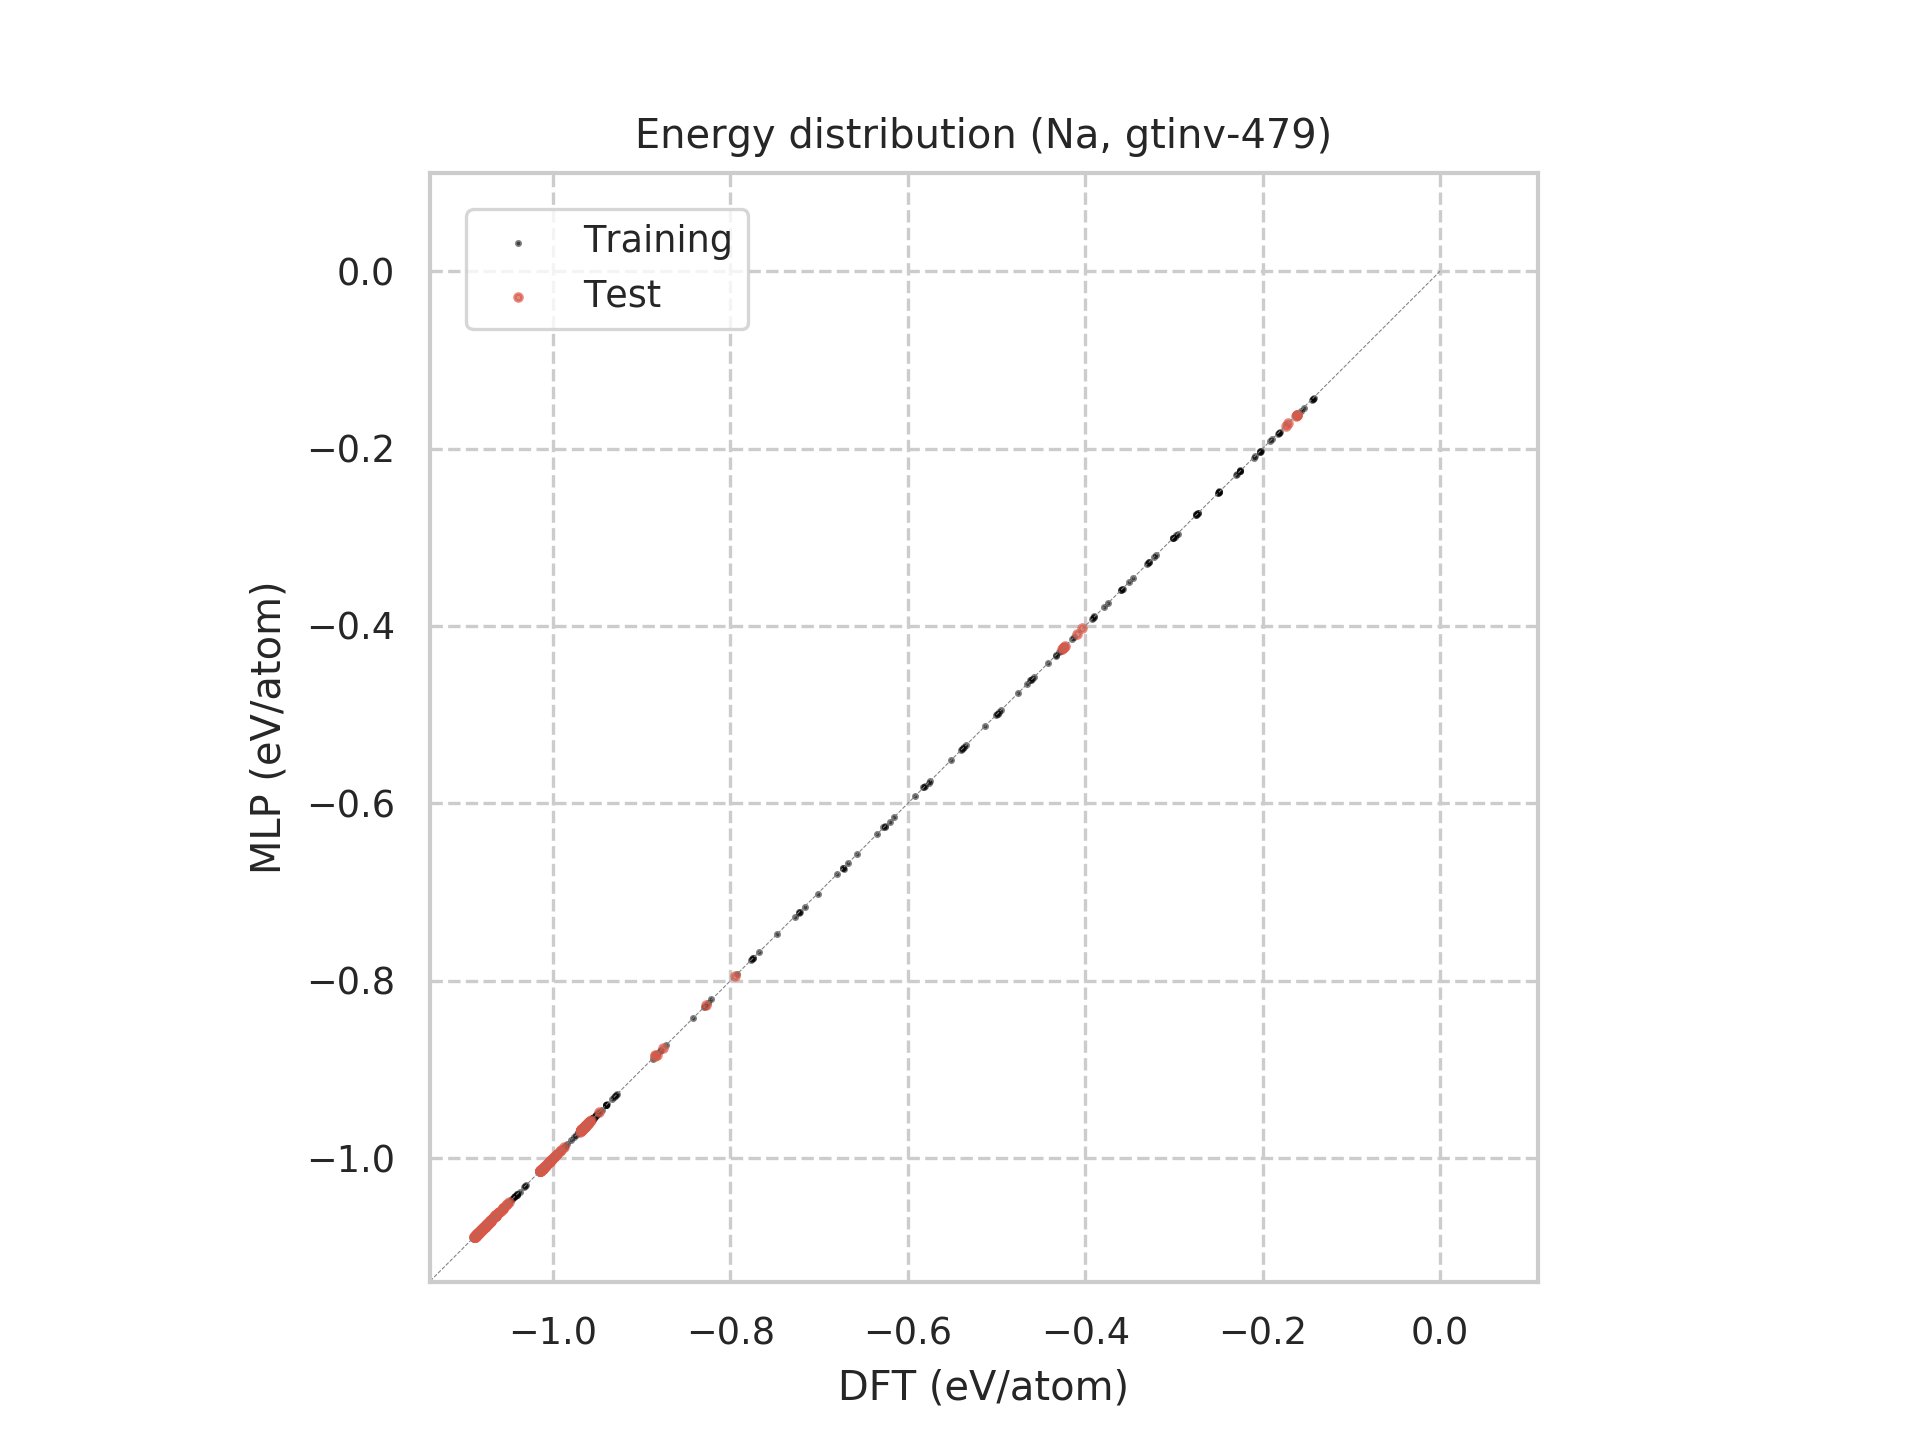 Energy distribution (Na, gtinv-479)
Training
Test
0.0
−0.2
−0.4
−0.6
−0.8
−1.0
MLP (eV/atom)
−1.0 −0.8 −0.6 −0.4 −0.2 0.0
DFT (eV/atom)